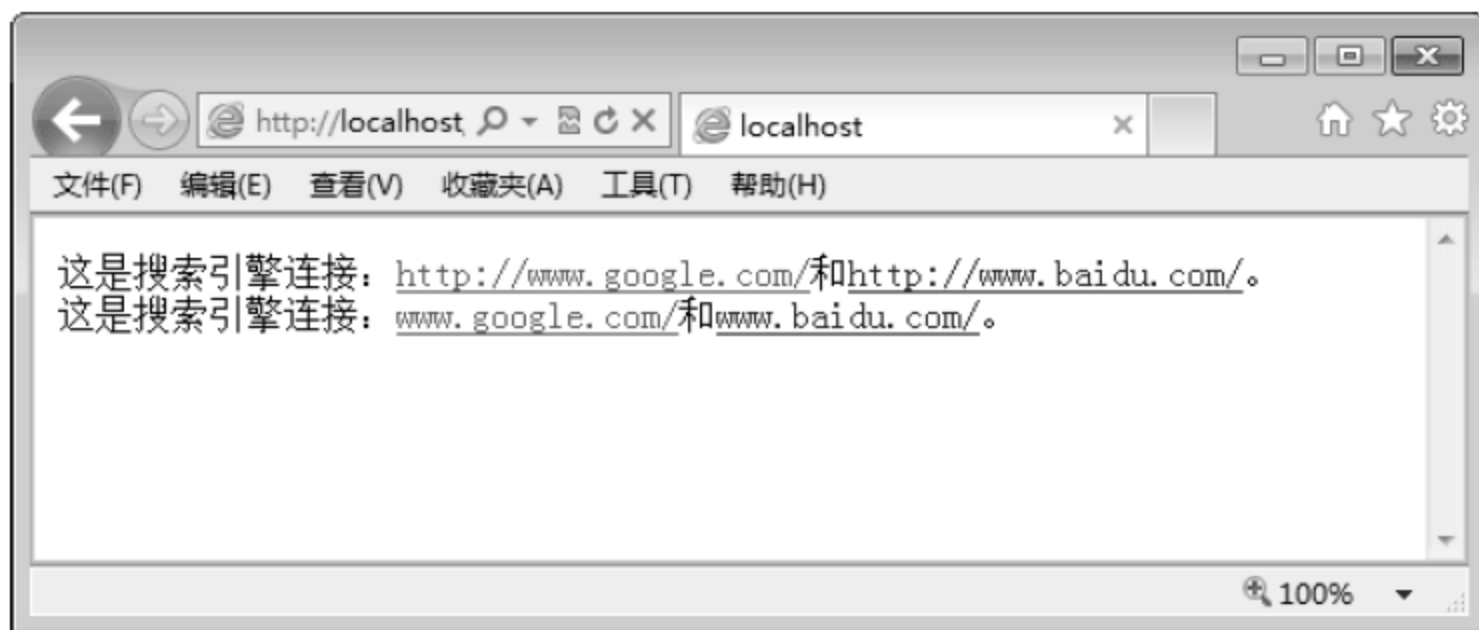 http://localhost
localhost
文件(F) 编辑(E) 查看(V) 收藏夹(A) 工具(T) 帮助(H)
这是搜索引擎连接：http://www.google.com/和http://www.baidu.com/。
这是搜索引擎连接：www.google.com/和www.baidu.com/。
100%